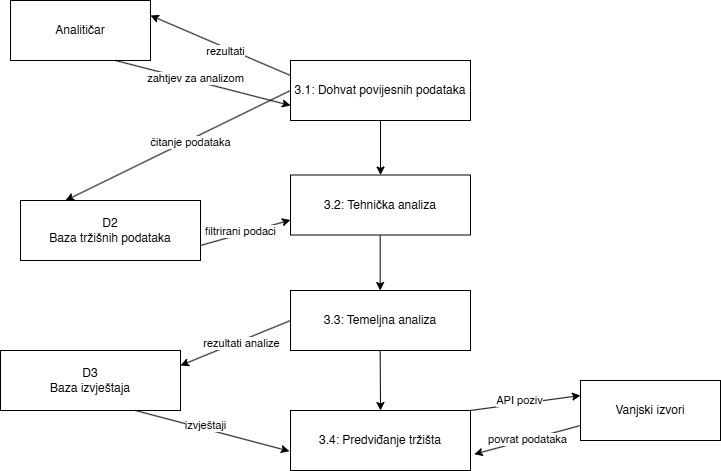 Analitičar
rezultati
zahtjev za analizom
3.1: Dohvat povijesnih podataka
čitanje podataka
3.2: Tehnička analiza
D2
Baza tržišnih podataka
filtrirani podaci
3.3: Temeljna analiza
rezultati analize
D3
Baza izvještaja
API poziv
Vanjski izvori
izvještaji
3.4: Predviđanje tržišta
povrat podataka